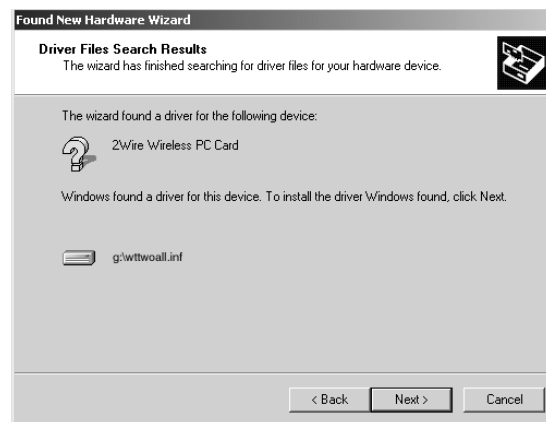 Found New Hardware Wizard
Driver Files Search Results
The wizard has finished searching for driver files for your hardware device.
The wizard found a driver for the following device:
2Wire Wireless PC Card
Windows found a driver for this device. To install the driver Windows found, click Next.
g:\wttwoall.inf
< Back
Next >
Cancel